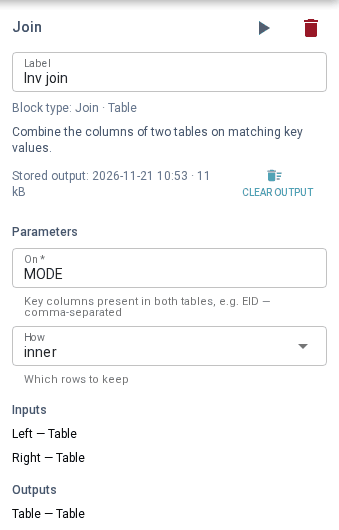 Join
Label
Inv join
Block type: Join · Table
Combine the columns of two tables on matching key
values.
Stored output: 2026-11-21 10:53 · 11
kB
CLEAR OUTPUT
Parameters
On *
MODE
Key columns present in both tables, e.g. EID —
comma-separated
How
inner
Which rows to keep
Inputs
Left — Table
Right — Table
Outputs
Table — Table